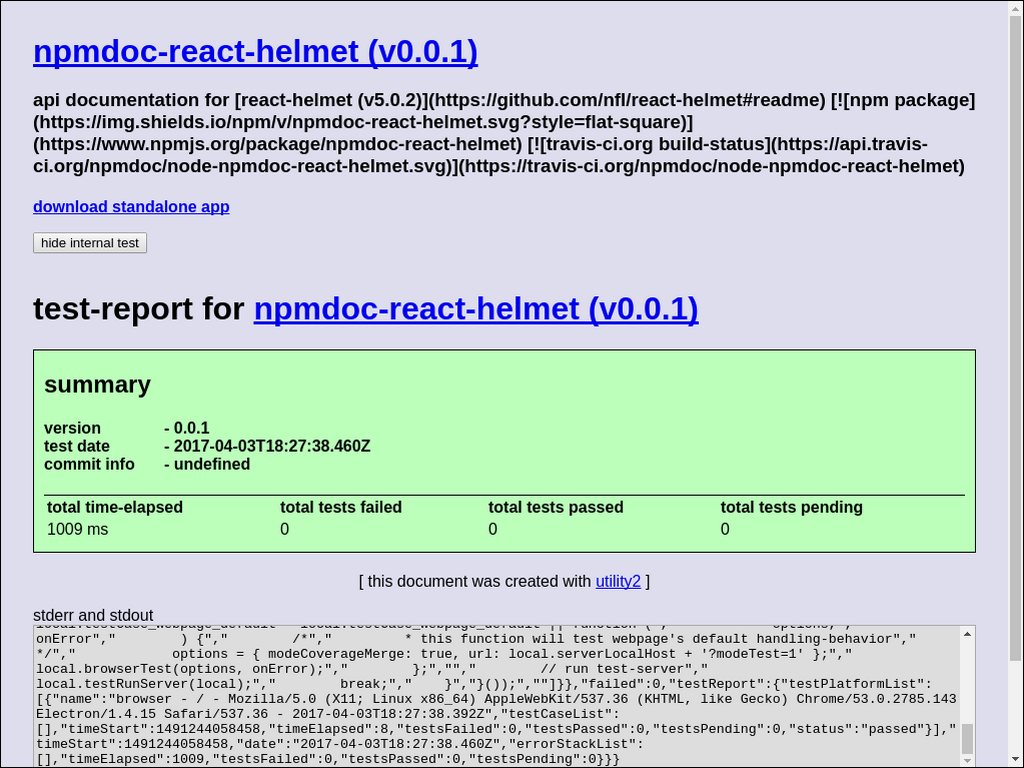 npmdoc-react-helmet (v0.0.1)
api documentation for [react-helmet (v5.0.2)](https://github.com/nfl/react-helmet#readme) [![npm package]
(https://img.shields.io/npm/v/npmdoc-react-helmet.svg?style=flat-square)]
(https://www.npmjs.org/package/npmdoc-react-helmet) [![travis-ci.org build-status](https://api.travis-
ci.org/npmdoc/node-npmdoc-react-helmet.svg)](https://travis-ci.org/npmdoc/node-npmdoc-react-helmet)
download standalone app
hide internal test
test-report for npmdoc-react-helmet (v0.0.1)
summary
version - 0.0.1
test date - 2017-04-03T18:27:38.460Z
commit info - undefined
total time-elapsed total tests failed total tests passed total tests pending
1009 ms 0 0 0
[ this document was created with utility2 ]
stderr and stdout
onError","        ) {","        /*","         * this function will test webpage's default handling-behavior","
*/","            options = { modeCoverageMerge: true, url: local.serverLocalHost + '?modeTest=1' };","
local.browserTest(options, onError);","        };","","        // run test-server","
local.testRunServer(local);","        break;","    }","}());",""]}},"failed":0,"testReport":{"testPlatformList":
[{"name":"browser - / - Mozilla/5.0 (X11; Linux x86_64) AppleWebKit/537.36 (KHTML, like Gecko) Chrome/53.0.2785.143
Electron/1.4.15 Safari/537.36 - 2017-04-03T18:27:38.392Z","testCaseList":
[],"timeStart":1491244058458,"timeElapsed":8,"testsFailed":0,"testsPassed":0,"testsPending":0,"status":"passed"}],"
timeStart":1491244058458,"date":"2017-04-03T18:27:38.460Z","errorStackList":
[],"timeElapsed":1009,"testsFailed":0,"testsPassed":0,"testsPending":0}}}